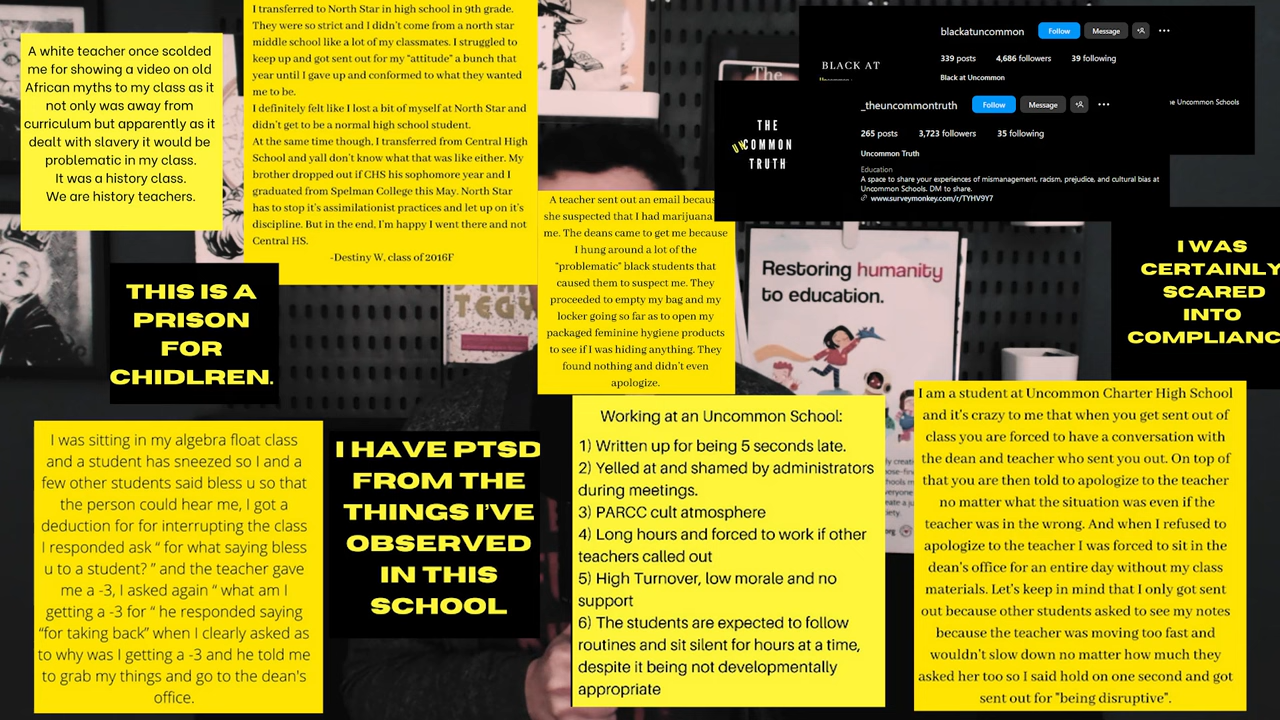 A white teacher once scolded
me for showing a video on old
African myths to my class as it
not only was away from
curriculum but apparently as it
dealt with slavery it would be
problematic in my class.
It was a history class.
We are history teachers.
I transferred to North Star in high school in 9th grade.
They were so strict and I didn't come from a north star
middle school like a lot of my classmates. I struggled to
keep up and got sent out for my "attitude" a bunch that
year until I gave up and conformed to what they wanted
me to be.
I definitely felt like I lost a bit of myself at North Star and
didn't get to be a normal high school student.
At the same time though, I transferred from Central High
School and yall don't know what that was like either. My
brother dropped out if CHS his sophomore year and I
graduated from Spelman College this May. North Star
has to stop it's assimilationist practices and let up on it's
discipline. But in the end, I'm happy I went there and not
Central HS.
-Destiny W, class of 2016F
The
BLACK AT
blackatuncommon
Follow
Message
339 posts
4,686 followers
39 following
Black at Uncommon
he Uncommon Schools
THE
UNCOMMON
TRUTH
_theuncommontruth
Follow
Message
265 posts
3,723 followers
35 following
Uncommon Truth
Education
A space to share your experiences of mismanagement, racism, prejudice, and cultural bias at
Uncommon Schools. DM to share.
www.surveymonkey.com/r/TYHV9Y7
A teacher sent out an email because
she suspected that I had marijuana
me. The deans came to get me because
I hung around a lot of the
"problematic" black students that
caused them to suspect me. They
proceeded to empty my bag and my
locker going so far as to open my
packaged feminine hygiene products
to see if I was hiding anything. They
found nothing and didn't even
apologize.
Restoring humanity
to education.
I WAS
CERTAINLY
SCARED
INTO
COMPLIANC
THIS IS A
PRISON
FOR
CHIDLREN.
I was sitting in my algebra float class
and a student has sneezed so I and a
few other students said bless u so that
the person could hear me, I got a
deduction for for interrupting the class
I responded ask " for what saying bless
u to a student? " and the teacher gave
me a -3, I asked again " what am I
getting a -3 for " he responded saying
"for taking back" when I clearly asked as
to why was I getting a -3 and he told me
to grab my things and go to the dean's
office.
I HAVE PTSD
FROM THE
THINGS I'VE
OBSERVED
IN THIS
SCHOOL
Working at an Uncommon School:
1) Written up for being 5 seconds late.
2) Yelled at and shamed by administrators
during meetings.
3) PARCC cult atmosphere
4) Long hours and forced to work if other
teachers called out
5) High Turnover, low morale and no
support
6) The students are expected to follow
routines and sit silent for hours at a time,
despite it being not developmentally
appropriate
I am a student at Uncommon Charter High School
and it's crazy to me that when you get sent out of
class you are forced to have a conversation with
the dean and teacher who sent you out. On top of
that you are then told to apologize to the teacher
no matter what the situation was even if the
teacher was in the wrong. And when I refused to
apologize to the teacher I was forced to sit in the
dean's office for an entire day without my class
materials. Let's keep in mind that I only got sent
out because other students asked to see my notes
because the teacher was moving too fast and
wouldn't slow down no matter how much they
asked her too so I said hold on one second and got
sent out for "being disruptive".